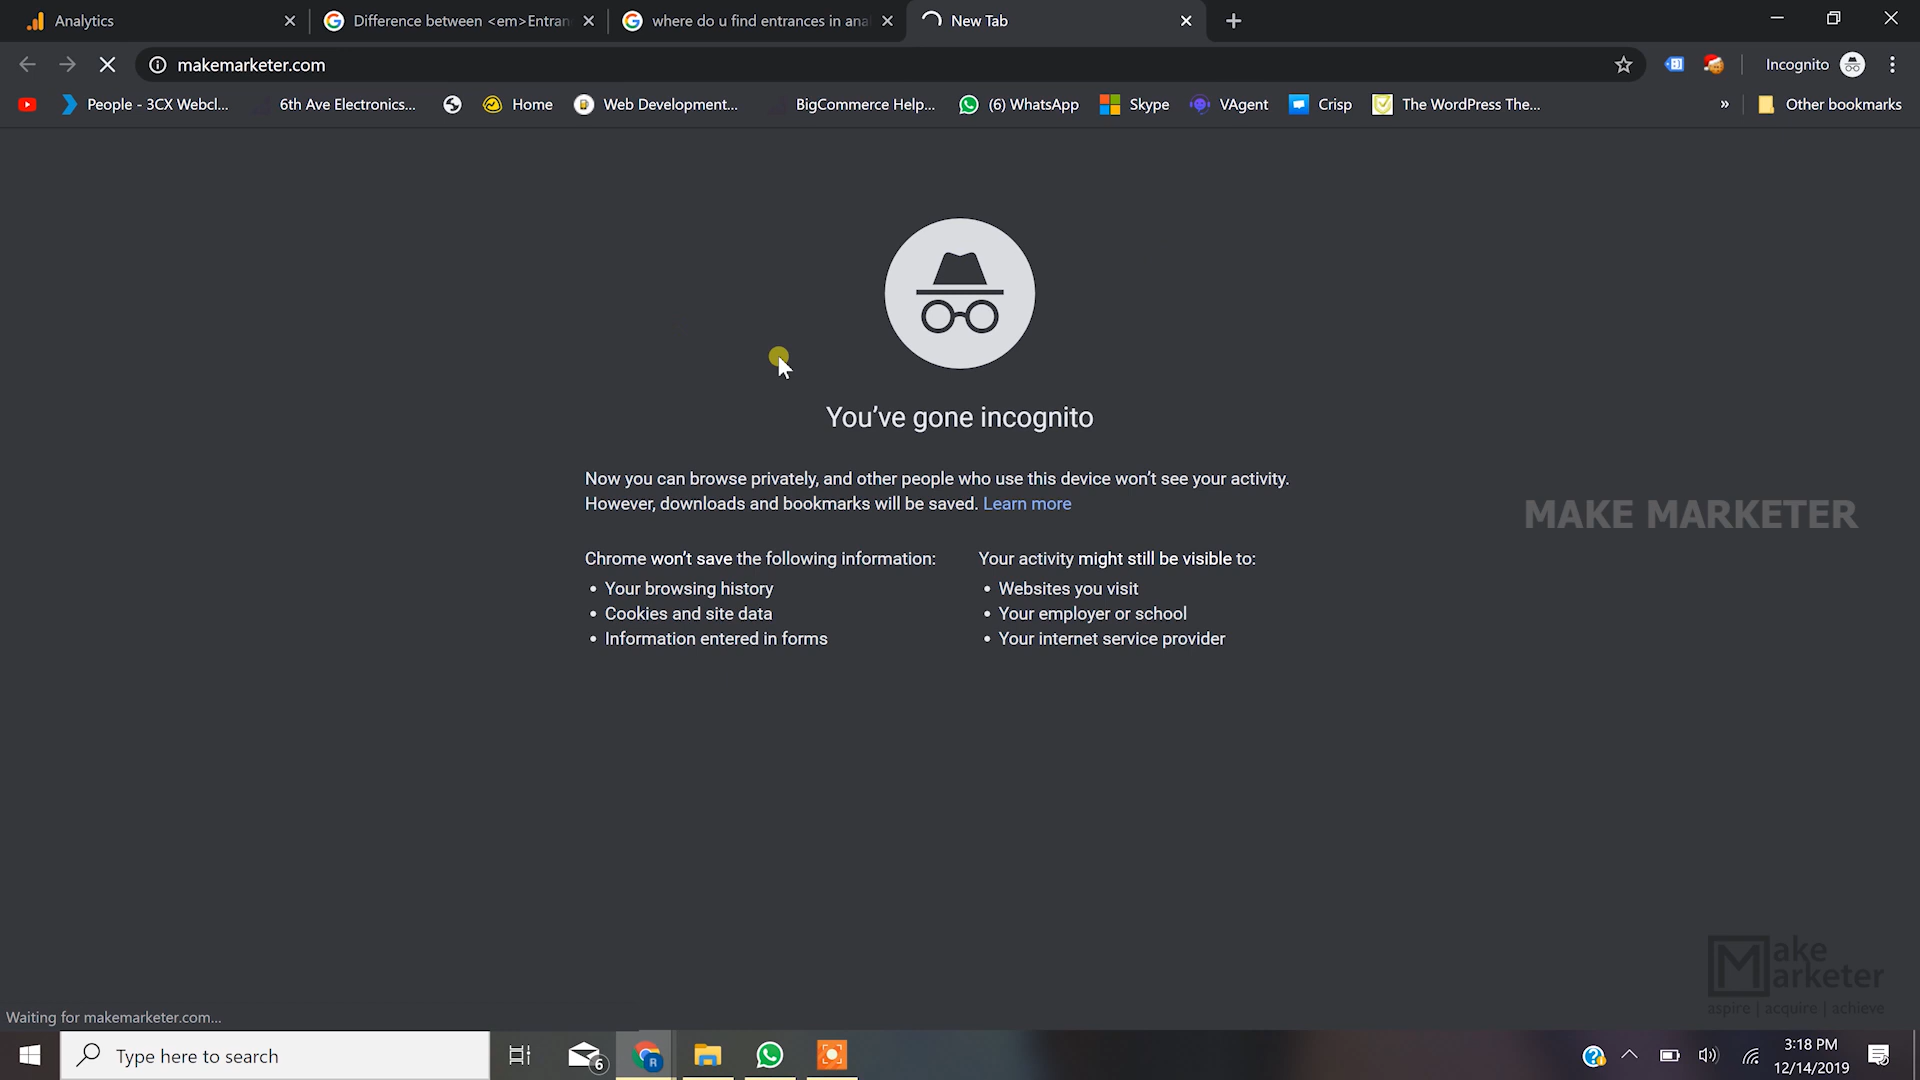 Analytics
Difference between <em>Entran
where do u find entrances in ana
New Tab
makemarketer.com
Incognito
People - 3CX Webcl...
6th Ave Electronics...
Home
Web Development...
BigCommerce Help...
(6) WhatsApp
Skype
VAgent
Crisp
The WordPress The...
»
Other bookmarks
You've gone incognito
Now you can browse privately, and other people who use this device won't see your activity.
However, downloads and bookmarks will be saved. Learn more
Chrome won't save the following information:
• Your browsing history
• Cookies and site data
• Information entered in forms
Your activity might still be visible to:
• Websites you visit
• Your employer or school
• Your internet service provider
MAKE MARKETER
Make
Marketer
aspire | acquire | achieve
Waiting for makemarketer.com...
Type here to search
6
R
3:18 PM
12/14/2019